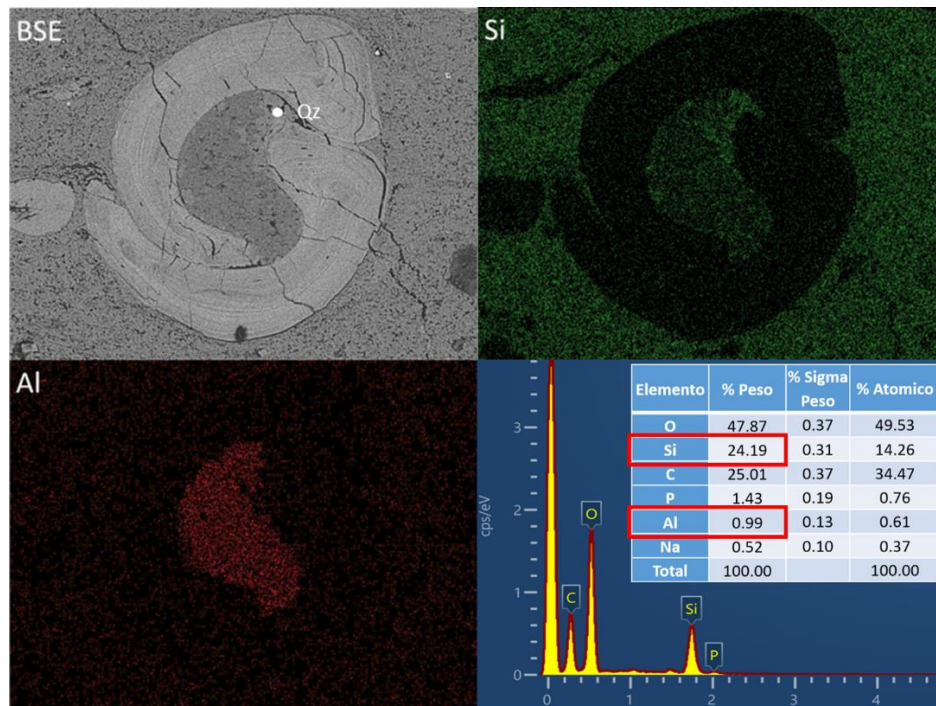 BSE
Qz
Si
Al
Elemento % Peso % Sigma Peso % Atomico
O 47.87 0.37 49.53
Si 24.19 0.31 14.26
C 25.01 0.37 34.47
P 1.43 0.19 0.76
Al 0.99 0.13 0.61
Na 0.52 0.10 0.37
Total 100.00 100.00
cps/eV
3
2
1
0
C
O
Si
P
0 1 2 3 4